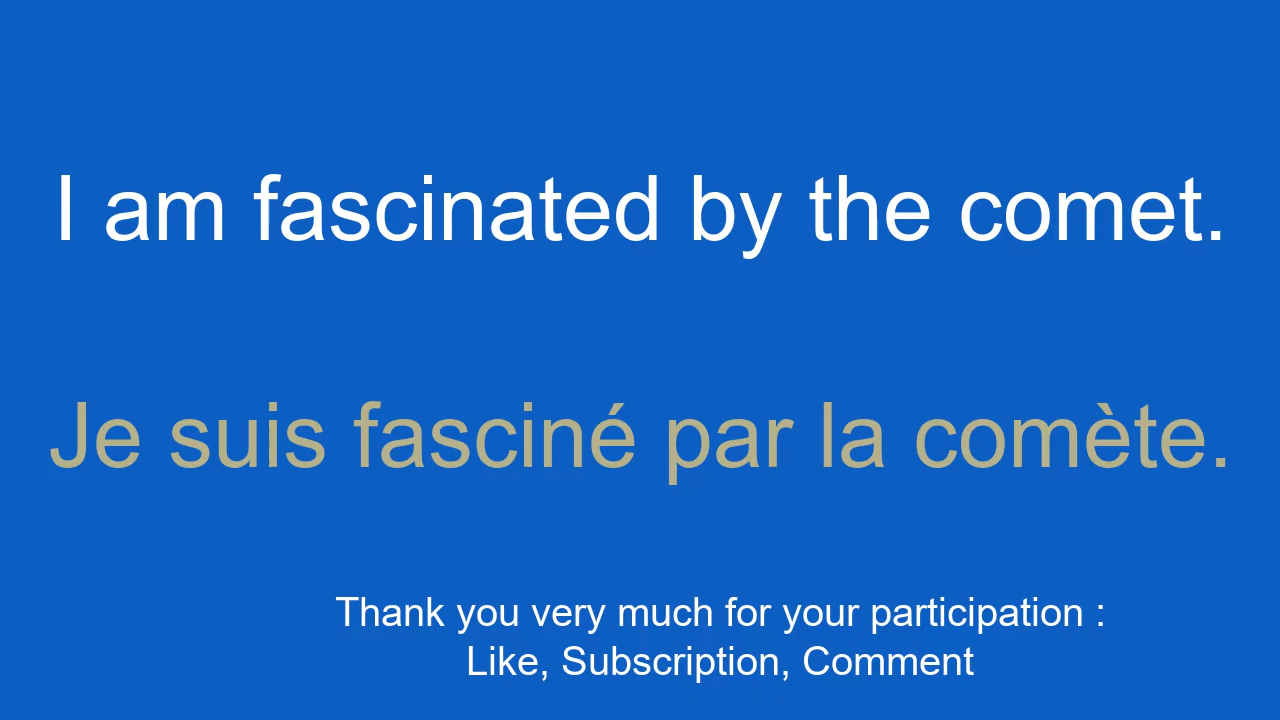 I am fascinated by the comet.
Je suis fasciné par la comète.
Thank you very much for your participation :
Like, Subscription, Comment